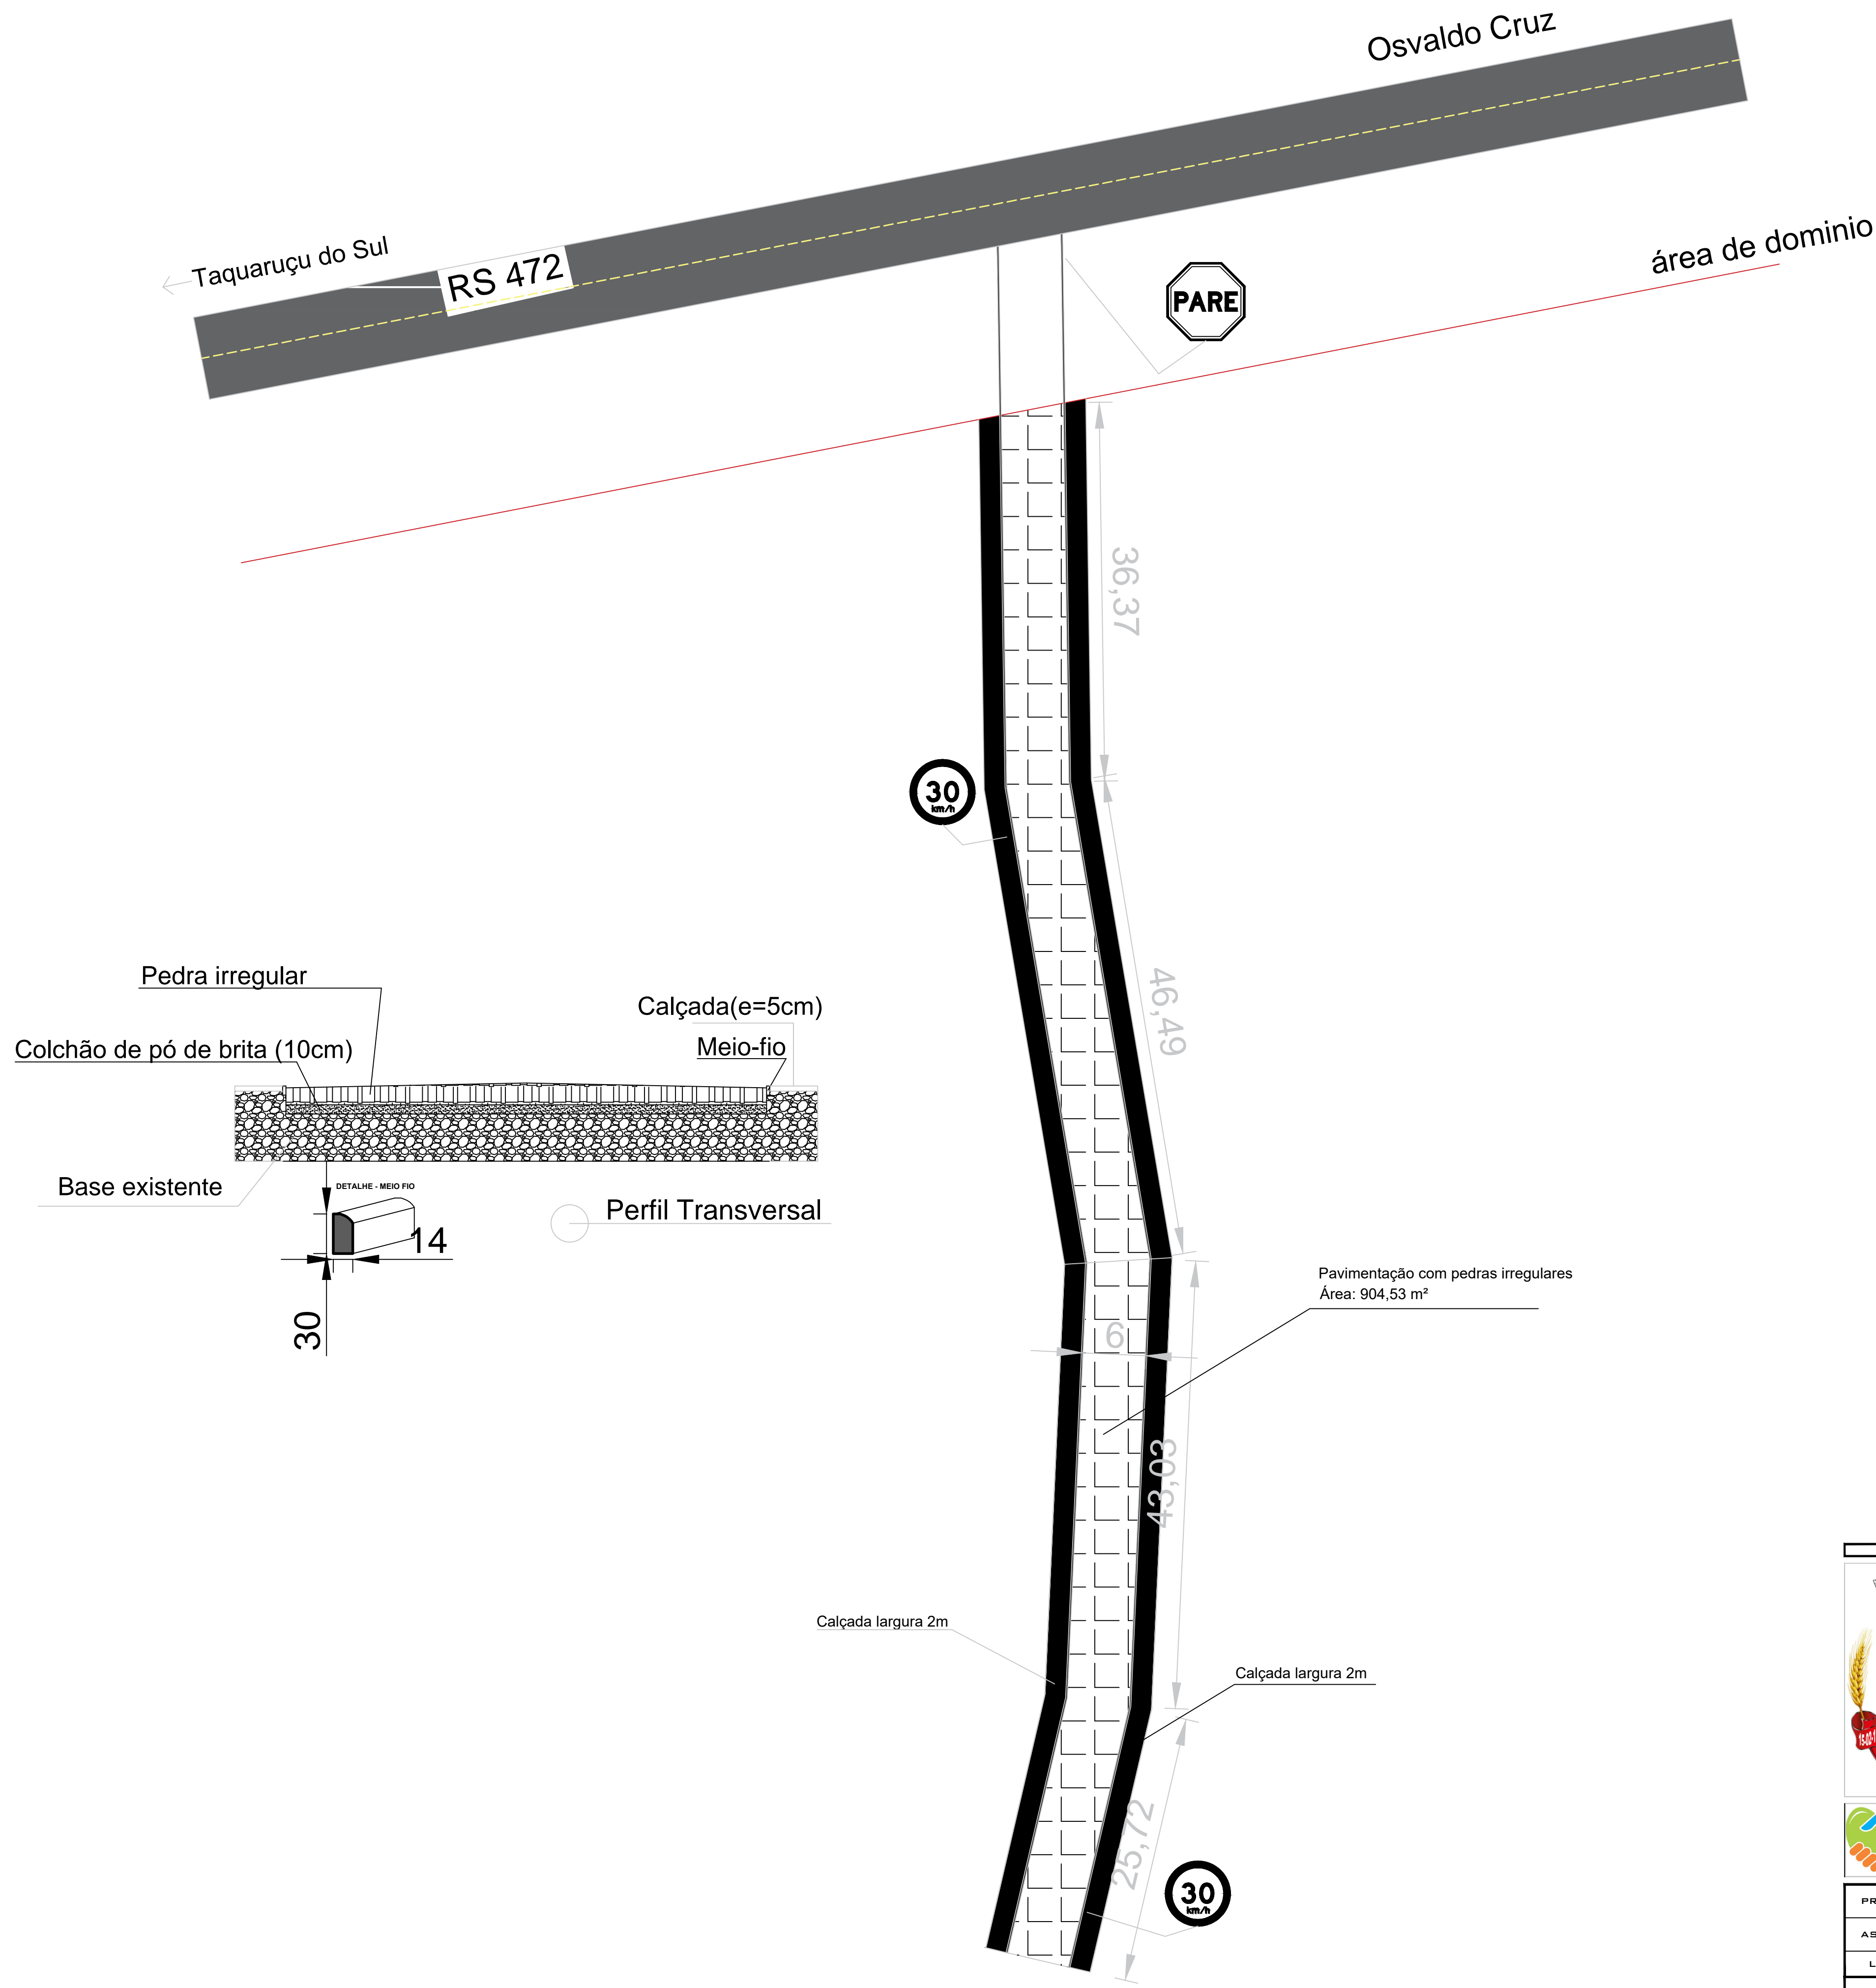 Osvaldo Cruz
área de dominio
Taquaruçu do Sul
RS 472
PARE
36,37
30
km/h
46,49
Pedra irregular
Calçada(e=5cm)
Colchão de pó de brita (10cm)
Meio-fio
Base existente
DETALHE - MEIO FIO
Perfil Transversal
14
30
Pavimentação com pedras irregulares
Área: 904,53 m²
6
43,03
Calçada largura 2m
Calçada largura 2m
25,72
30
km/h